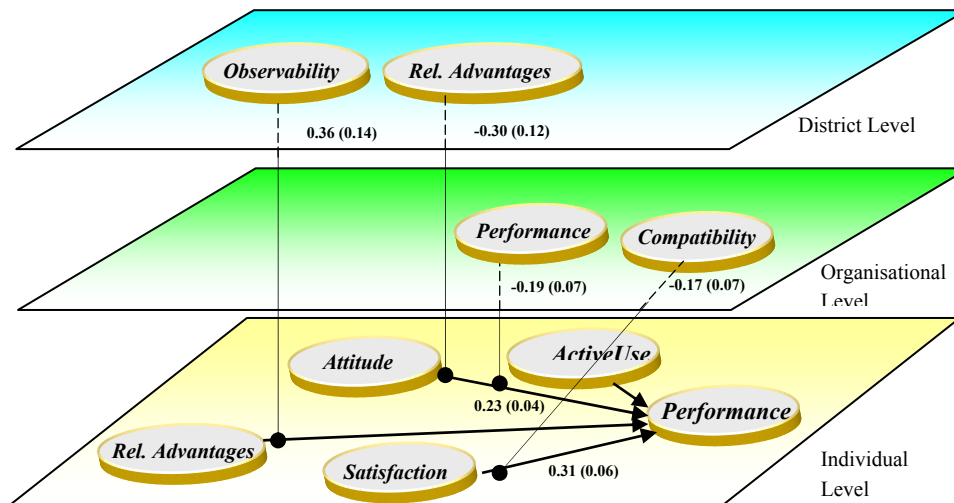 Observability
Rel. Advantages
0.36 (0.14)
-0.30 (0.12)
District Level
Performance
Compatibility
-0.19 (0.07)
-0.17 (0.07)
Organisational
Level
Attitude
ActiveUse
0.23 (0.04)
Performance
Rel. Advantages
Satisfaction
0.31 (0.06)
Individual
Level